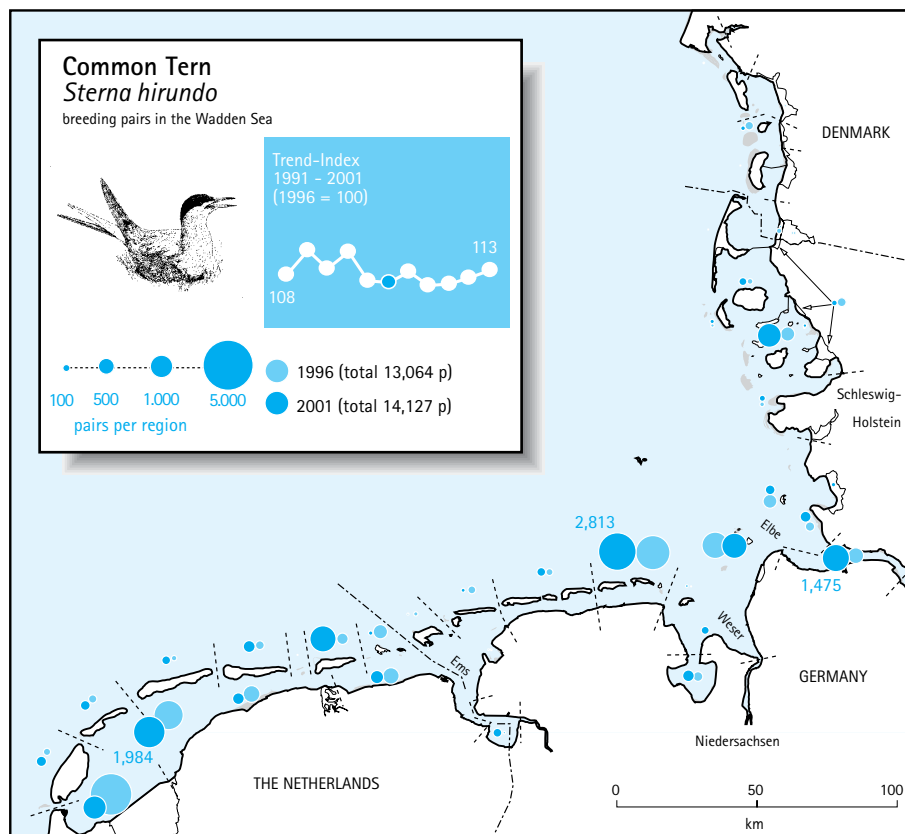 Common Tern
Sterna hirundo
breeding pairs in the Wadden Sea
Trend-Index
1991 - 2001
(1996 = 100)
108
113
100
500
1.000
5.000
pairs per region
1996 (total 13,064 p)
2001 (total 14,127 p)
DENMARK
Schleswig-
Holstein
2,813
Elbe
1,475
Weser
Ems
GERMANY
1,984
Niedersachsen
THE NETHERLANDS
0
50
100
km